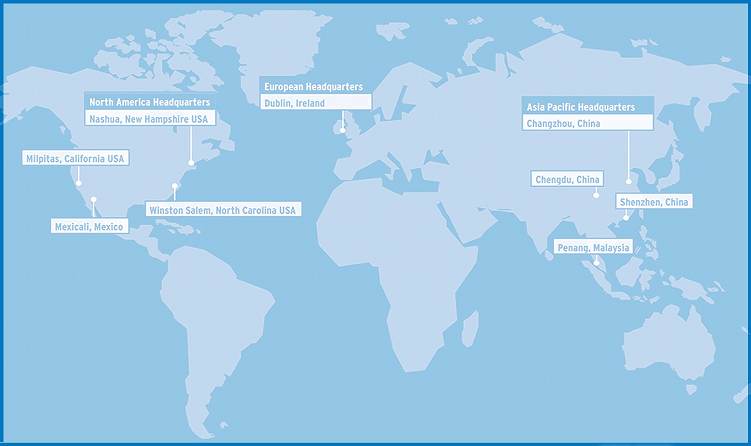 European Headquarters
Dublin, Ireland
North America Headquarters
Nashua, New Hampshire USA
Asia Pacific Headquarters
Changzhou, China
Milpitas, California USA
Chengdu, China
Shenzhen, China
Winston Salem, North Carolina USA
Mexicali, Mexico
Penang, Malaysia